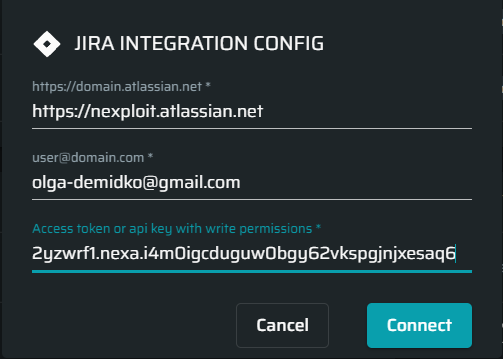 JIRA INTEGRATION CONFIG
https://domain.atlassian.net *
https://nexploit.atlassian.net
user@domain.com *
olga-demidko@gmail.com
Access token or api key with write permissions *
2yzwrf1.nexa.i4m0igcduguw0bgy62vkspgjnjxesaq6
Cancel Connect